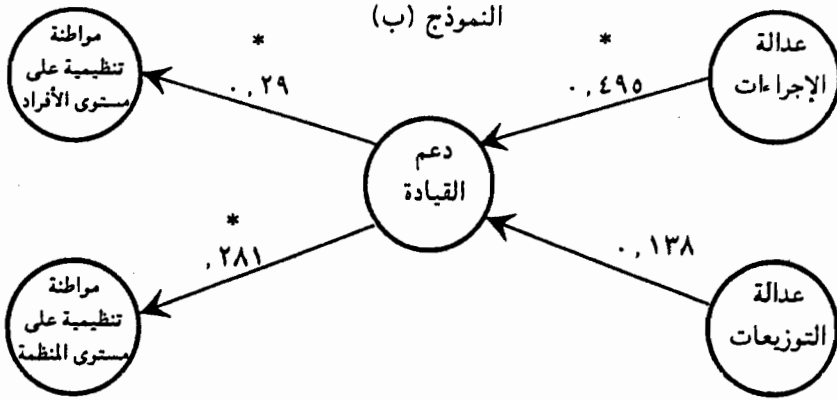 النموذج (ب)
عدالة
الإجراءات
*
٠,٤٩٥
*
٠,٢٩
مواطنة
تنظيمية على
مستوى الأفراد
دعم
القيادة
عدالة
التوزيعات
٠,١٣٨
*
,٢٨١
مواطنة
تنظيمية على
مستوى المنظمة